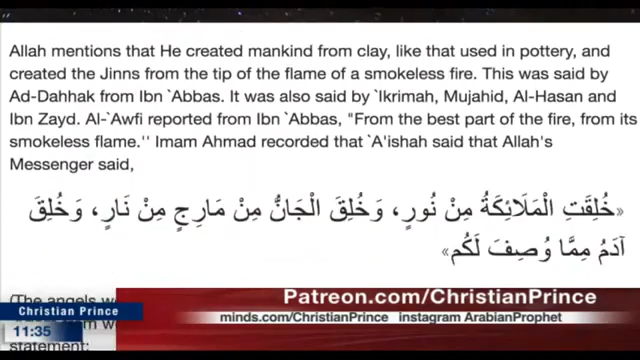 Allah mentions that He created mankind from clay, like that used in pottery, and
created the Jinns from the tip of the flame of a smokeless fire. This was said by
Ad-Dahhak from Ibn `Abbas. It was also said by `Ikrimah, Mujahid, Al-Hasan and
Ibn Zayd. Al-`Awfi reported from Ibn `Abbas, "From the best part of the fire, from its
smokeless flame.'' Imam Ahmad recorded that `A'ishah said that Allah's
Messenger said,
«خُلِقَتِ الْمَلَائِكَةُ مِنْ نُورٍ، وَخُلِقَ الْجَانُّ مِنْ مَارِجٍ مِنْ نَارٍ، وَخُلِقَ
آدَمُ مِمَّا وُصِفَ لَكُم»
(The angels w
statement:
Patreon.com/ChristianPrince
Christian Prince
minds.com/ChristianPrince instagram ArabianProphet
11:35